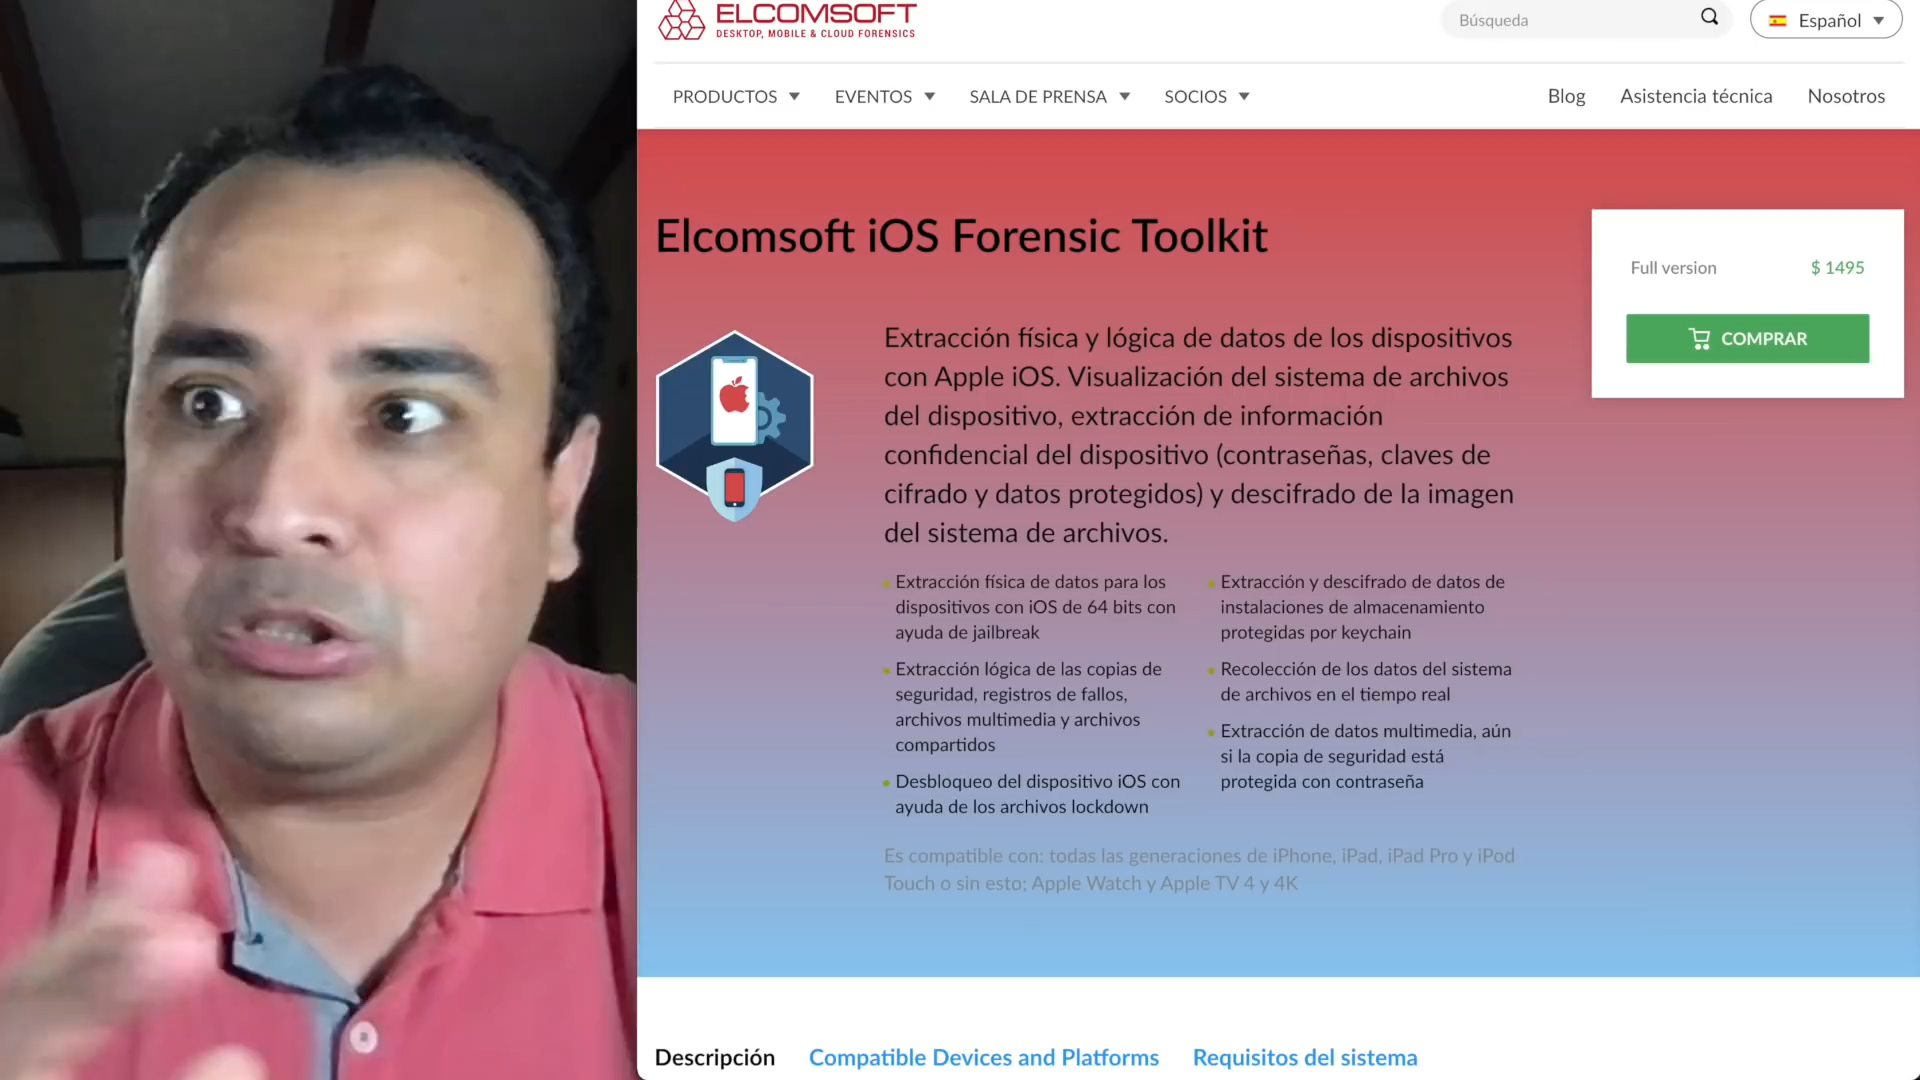 ELCOMSOFT
DESKTOP, MOBILE & CLOUD FORENSICS
Búsqueda
Español
PRODUCTOS
EVENTOS
SALA DE PRENSA
SOCIOS
Blog
Asistencia técnica
Nosotros
Elcomsoft iOS Forensic Toolkit
Full version
$ 1495
COMPRAR
Extracción física y lógica de datos de los dispositivos
con Apple iOS. Visualización del sistema de archivos
del dispositivo, extracción de información
confidencial del dispositivo (contraseñas, claves de
cifrado y datos protegidos) y descifrado de la imagen
del sistema de archivos.
Extracción física de datos para los
dispositivos con iOS de 64 bits con
ayuda de jailbreak
Extracción lógica de las copias de
seguridad, registros de fallos,
archivos multimedia y archivos
compartidos
Desbloqueo del dispositivo iOS con
ayuda de los archivos lockdown
Extracción y descifrado de datos de
instalaciones de almacenamiento
protegidas por keychain
Recolección de los datos del sistema
de archivos en el tiempo real
Extracción de datos multimedia, aún
si la copia de seguridad está
protegida con contraseña
Es compatible con: todas las generaciones de iPhone, iPad, iPad Pro y iPod
Touch o sin esto; Apple Watch y Apple TV 4 y 4K
Descripción
Compatible Devices and Platforms
Requisitos del sistema